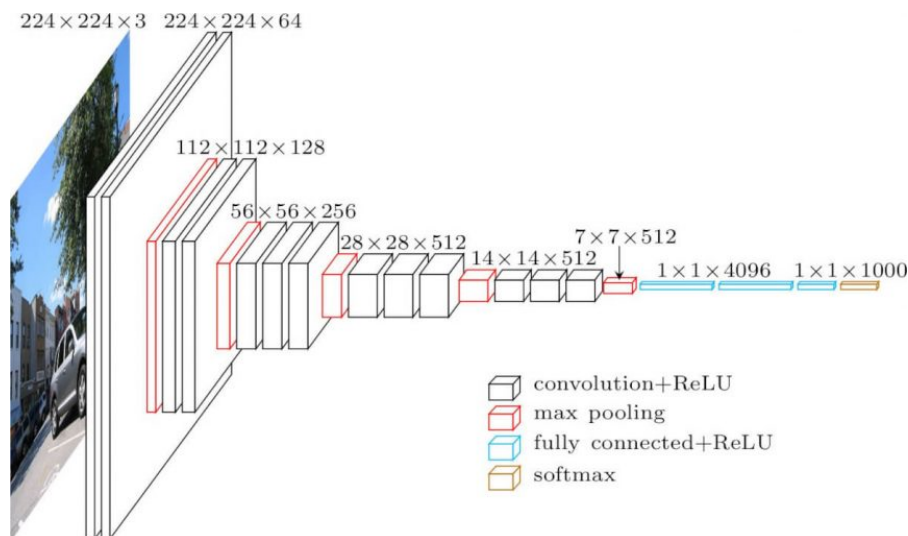 224×224×3
224×224×64
112×112×128
56×56×256
28×28×512
14×14×512
7×7×512
1×1×4096
1×1×1000
convolution+ReLU
max pooling
fully connected+ReLU
softmax